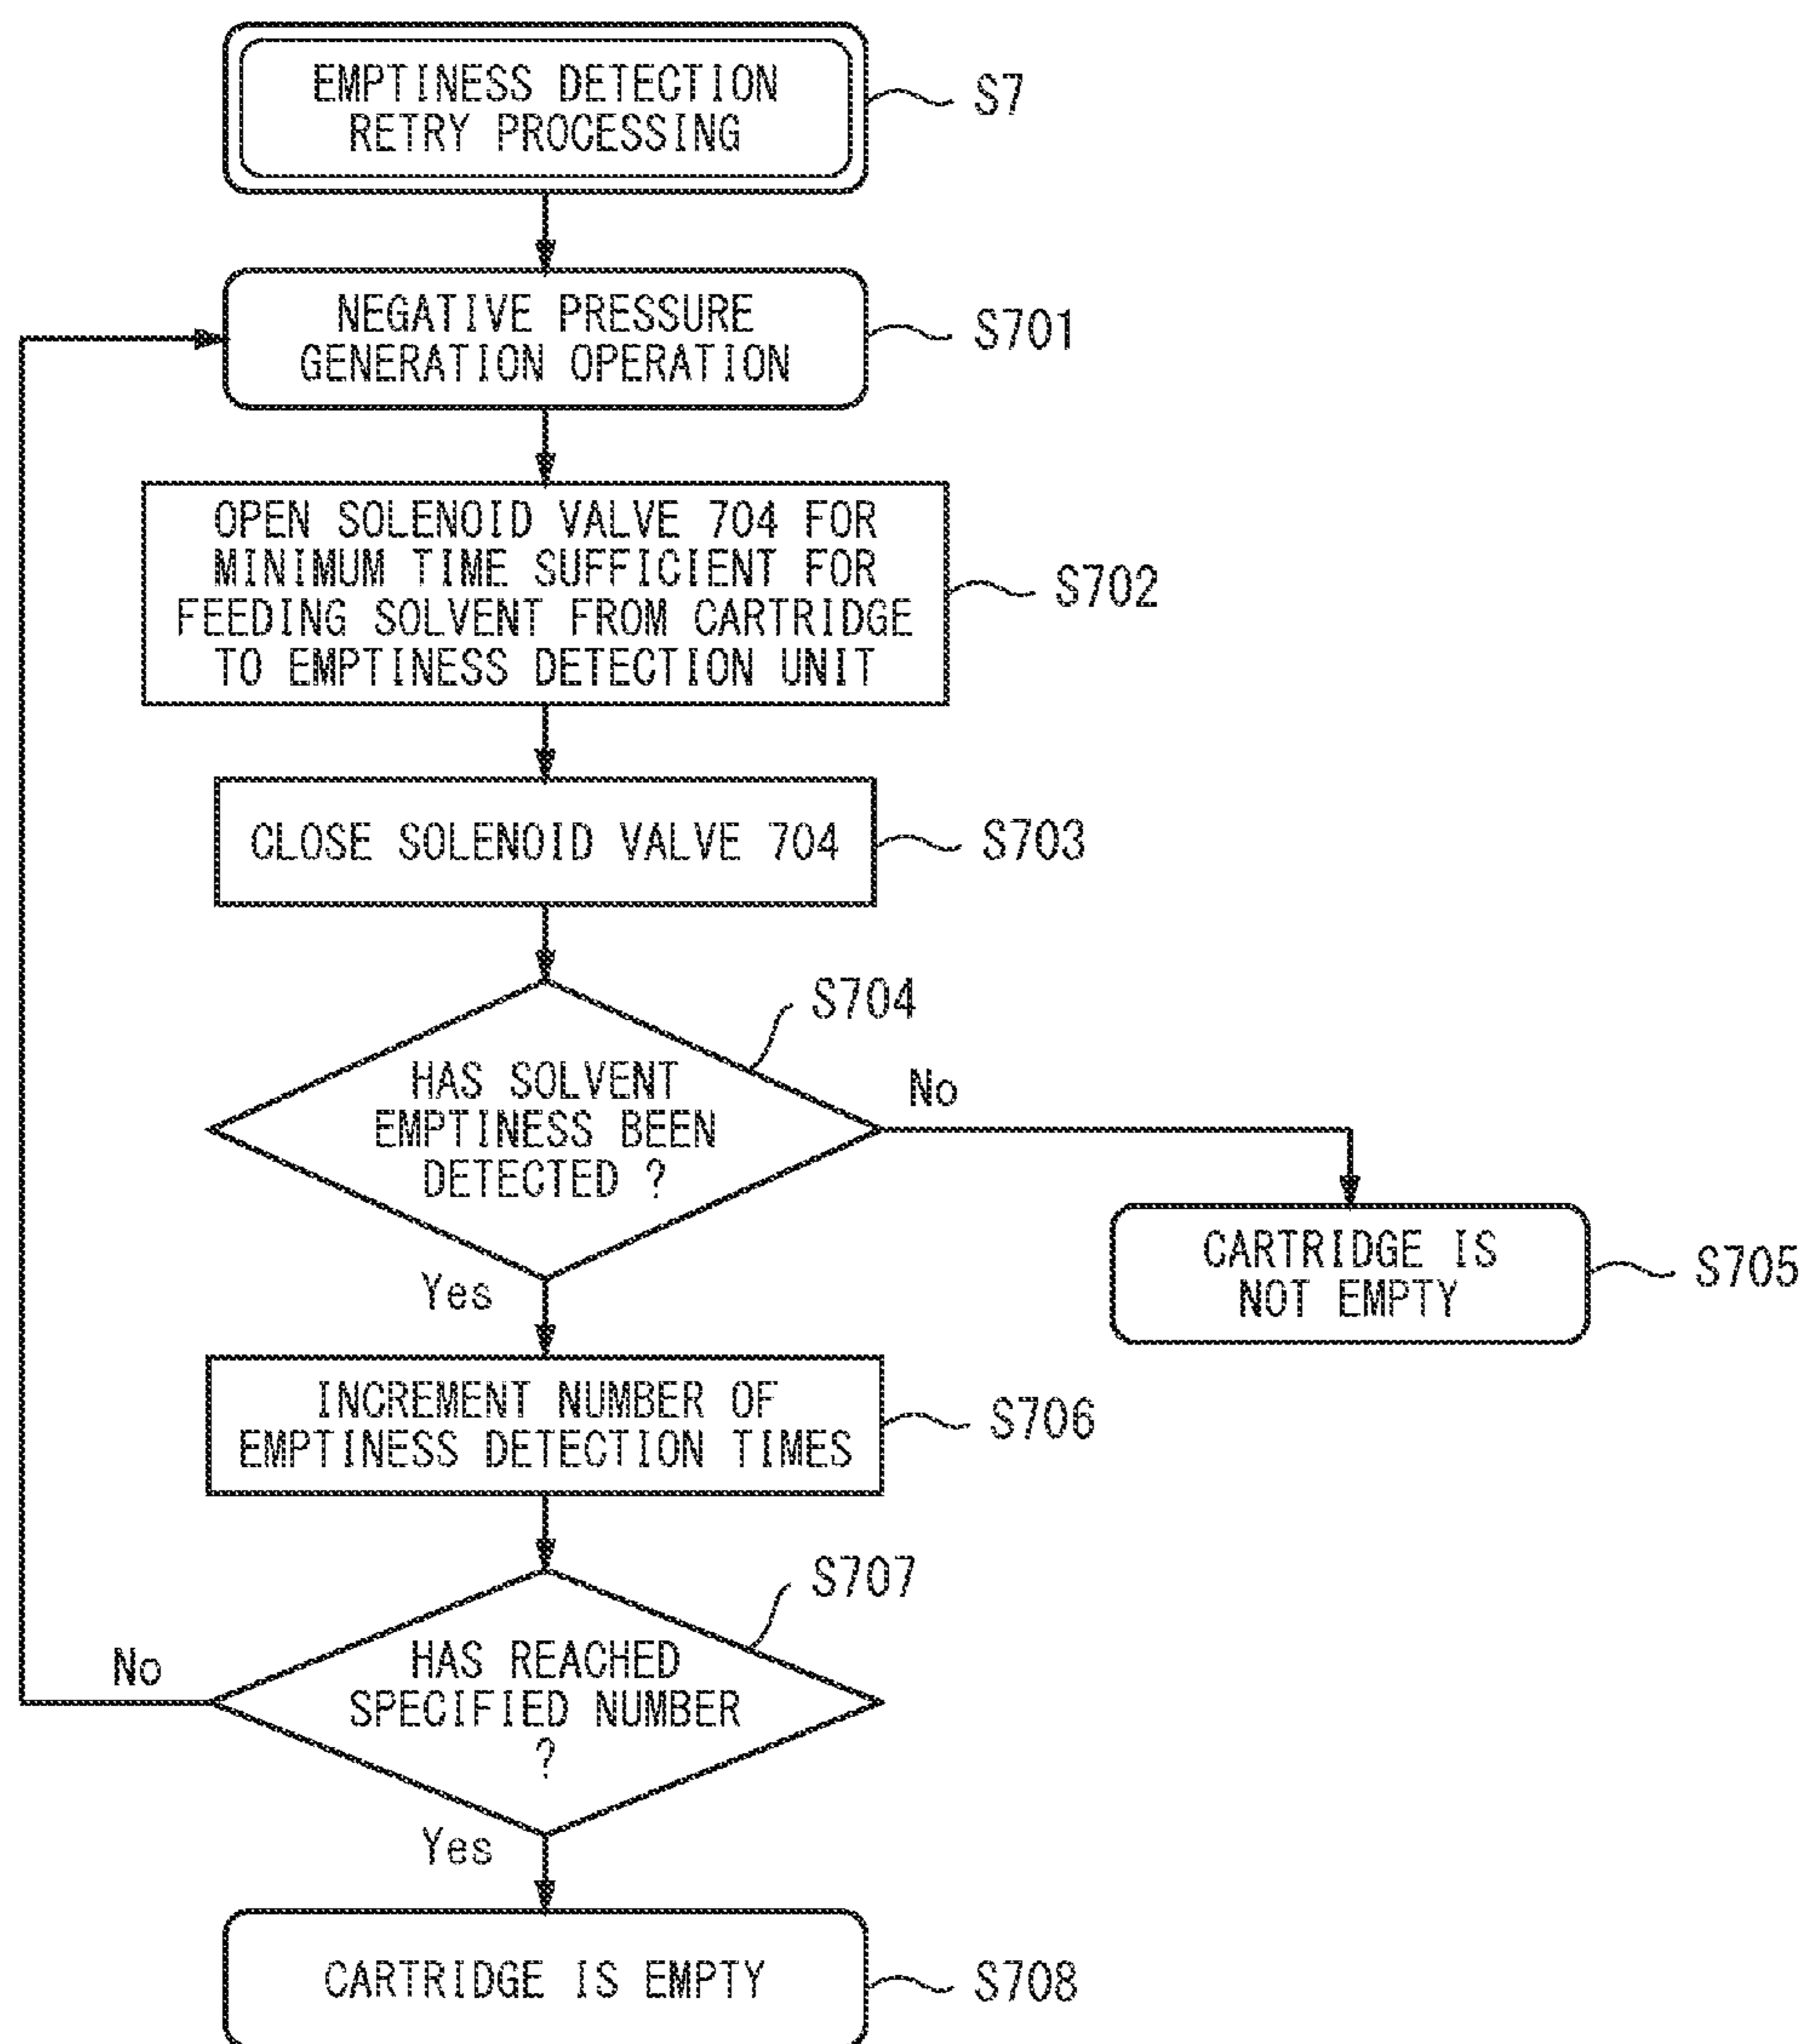 EMPTINESS DETECTION
RETRY PROCESSING
S7
NEGATIVE PRESSURE
GENERATION OPERATION
S701
OPEN SOLENOID VALVE 704 FOR
MINIMUM TIME SUFFICIENT FOR
FEEDING SOLVENT FROM CARTRIDGE
TO EMPTINESS DETECTION UNIT
S702
CLOSE SOLENOID VALVE 704
S703
S704
HAS SOLVENT
EMPTINESS BEEN
DETECTED ?
No
CARTRIDGE IS
NOT EMPTY
S705
Yes
INCREMENT NUMBER OF
EMPTINESS DETECTION TIMES
S706
S707
HAS REACHED
SPECIFIED NUMBER
?
No
Yes
CARTRIDGE IS EMPTY
S708